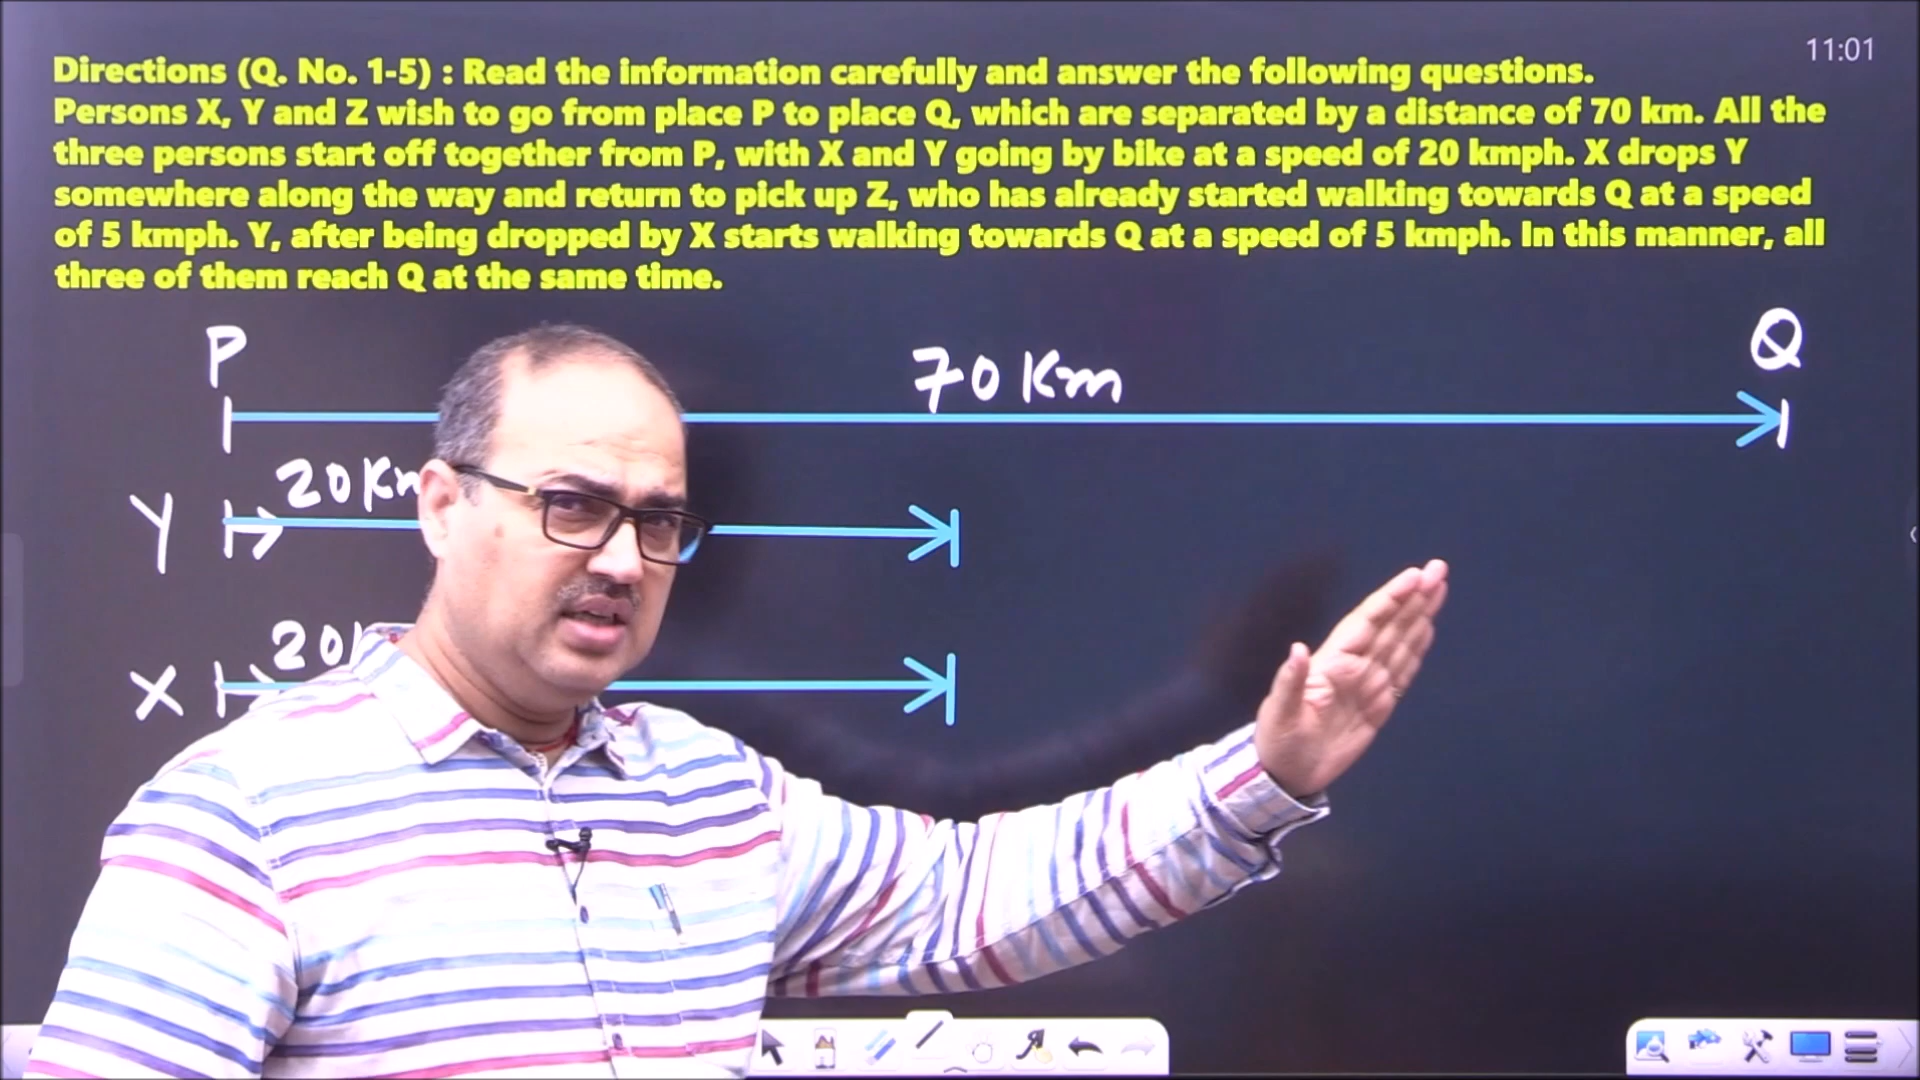 11:01
Directions (Q. No. 1-5) : Read the information carefully and answer the following questions.
Persons X, Y and Z wish to go from place P to place Q, which are separated by a distance of 70 km. All the
three persons start off together from P, with X and Y going by bike at a speed of 20 kmph. X drops Y
somewhere along the way and return to pick up Z, who has already started walking towards Q at a speed
of 5 kmph. Y, after being dropped by X starts walking towards Q at a speed of 5 kmph. In this manner, all
three of them reach Q at the same time.
P 70 Km Q
Y 20 Km
X 20